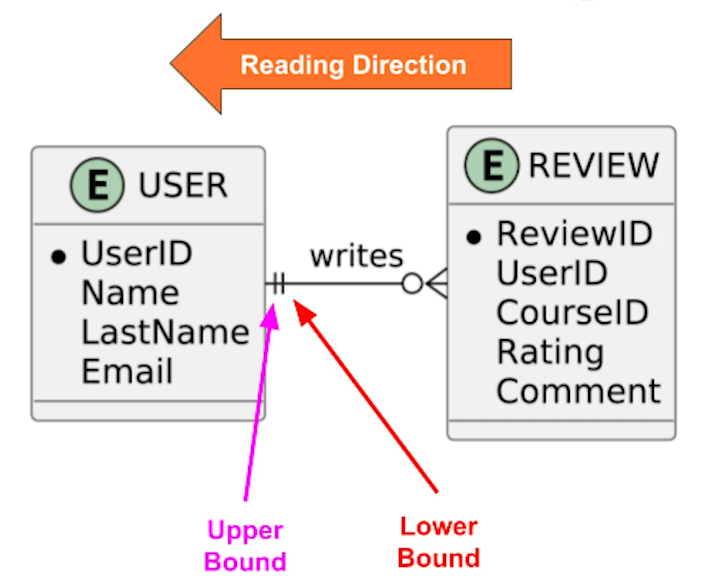 Reading Direction
E USER
UserID
Name
LastName
Email
writes
E REVIEW
ReviewID
UserID
CourseID
Rating
Comment
Upper
Bound
Lower
Bound